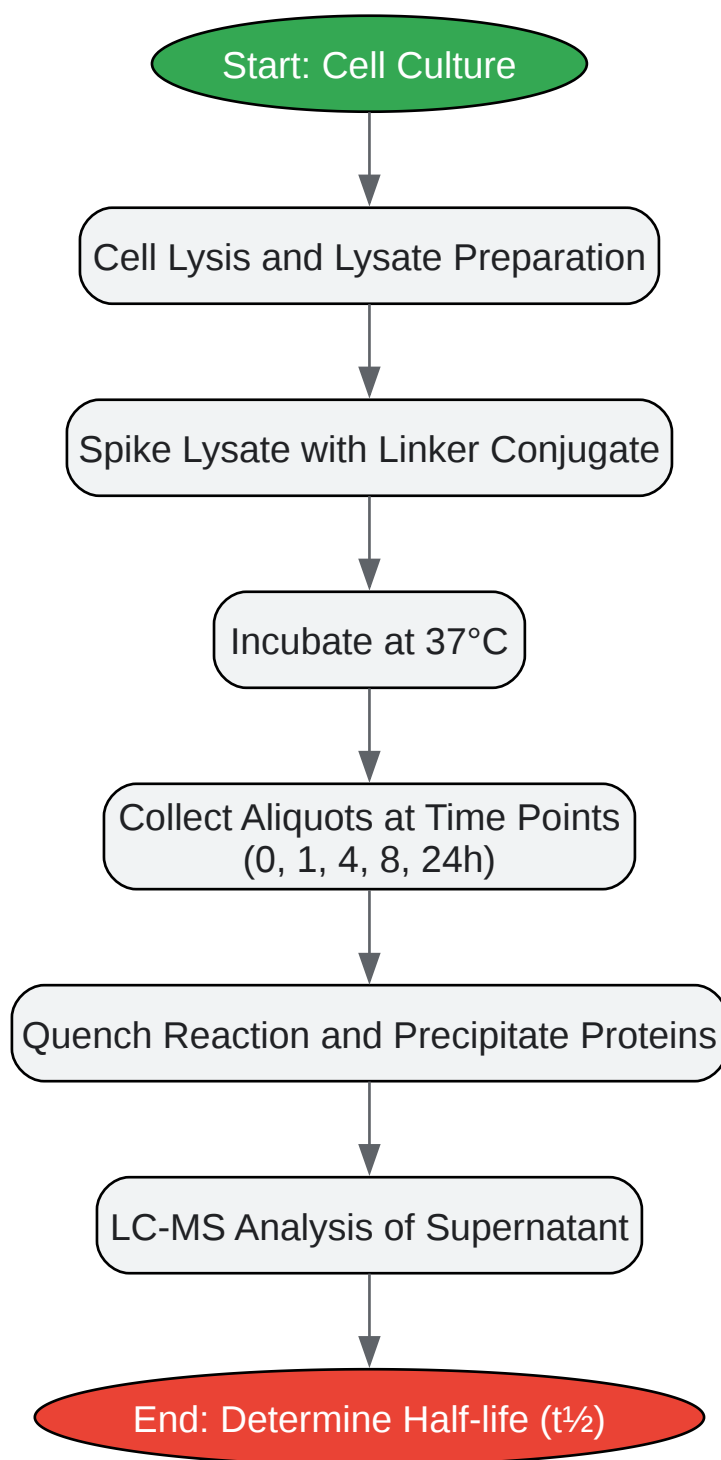 Start: Cell Culture
Cell Lysis and Lysate Preparation
Spike Lysate with Linker Conjugate
Incubate at 37°C
Collect Aliquots at Time Points
(0, 1, 4, 8, 24h)
Quench Reaction and Precipitate Proteins
LC-MS Analysis of Supernatant
End: Determine Half-life (t½)